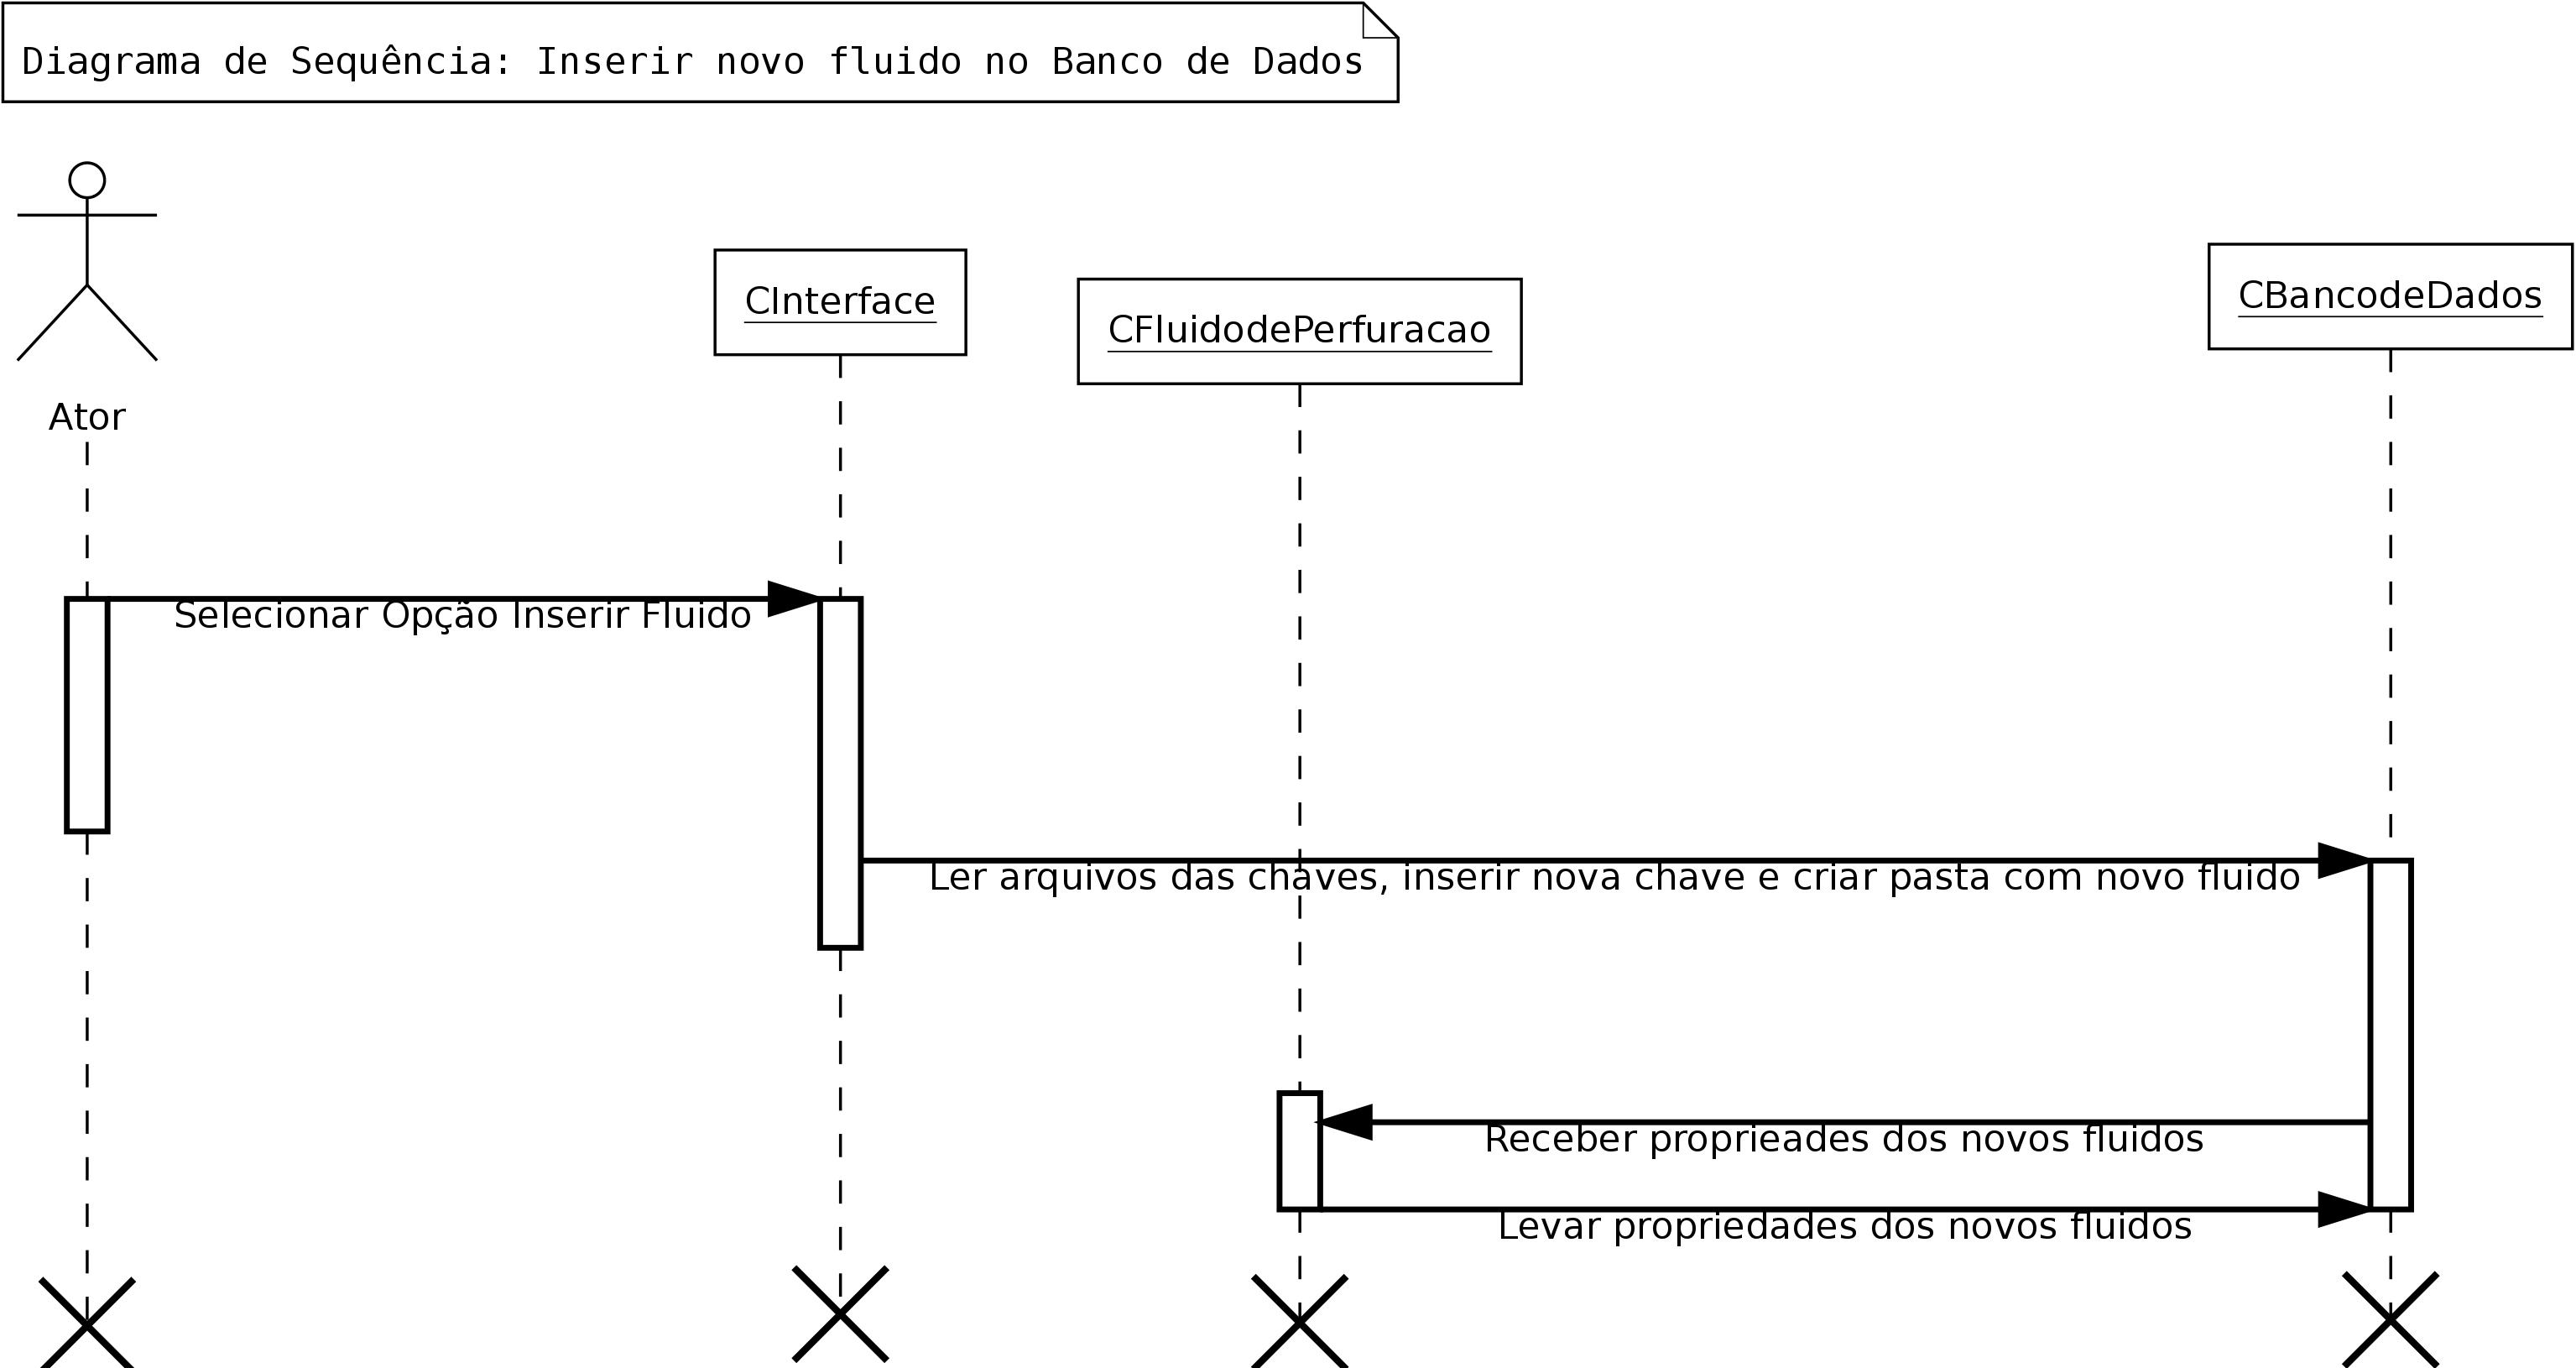 Diagrama de Sequência: Inserir novo fluido no Banco de Dados
CInterface
CFluidodePerfuracao
CBancodeDados
Ator
Selecionar Opção Inserir Fluido
Ler arquivos das chaves, inserir nova chave e criar pasta com novo fluido
Receber proprieades dos novos fluidos
Levar propriedades dos novos fluidos